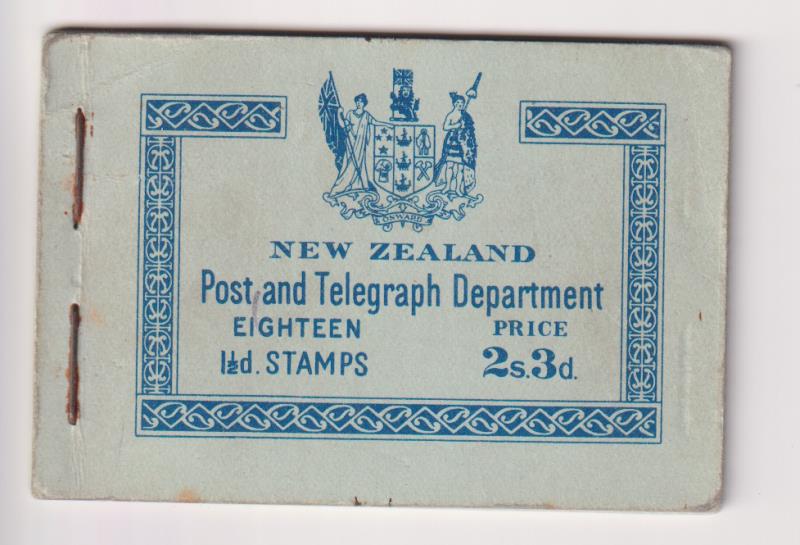 ONWARD
NEW ZEALAND
Post and Telegraph Department
EIGHTEEN PRICE
1½d. STAMPS 2s.3d.